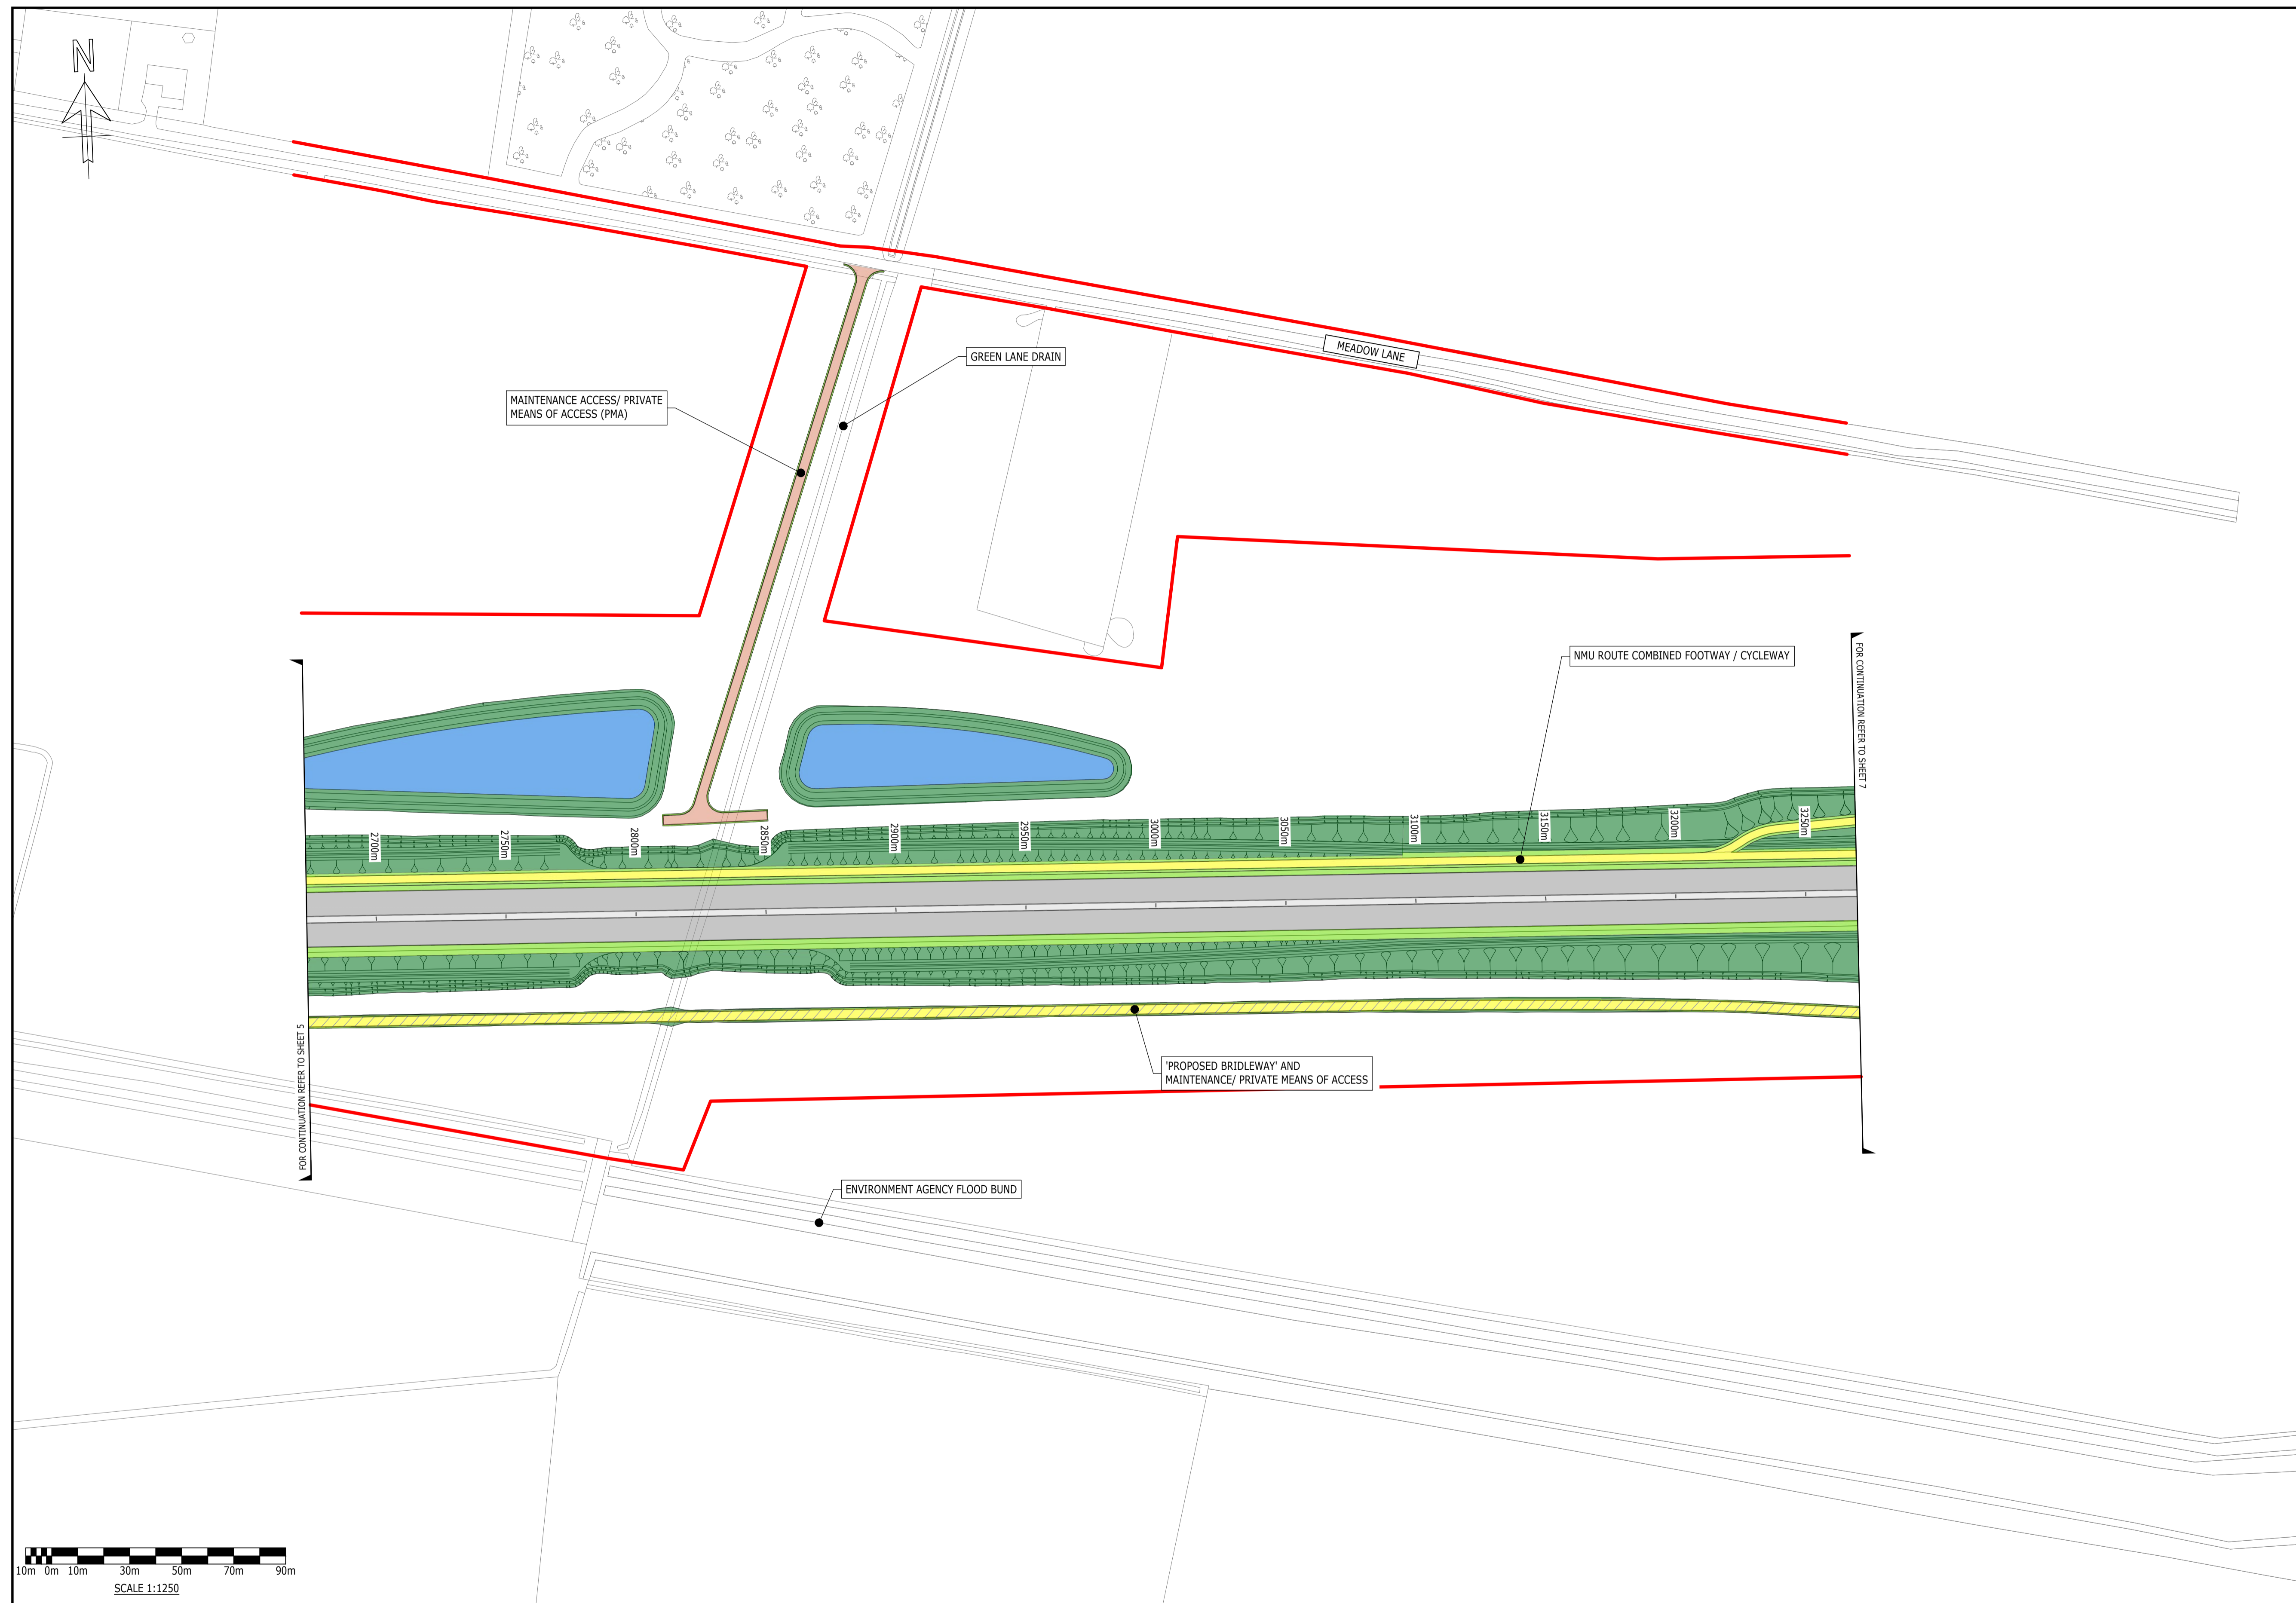 N
MEADOW LANE
GREEN LANE DRAIN
MAINTENANCE ACCESS/ PRIVATE
MEANS OF ACCESS (PMA)
NMU ROUTE COMBINED FOOTWAY / CYCLEWAY
FOR CONTINUATION REFER TO SHEET 7
2700m
2750m
2800m
2850m
2900m
2950m
3000m
3050m
3100m
3150m
3200m
3250m
FOR CONTINUATION REFER TO SHEET 5
'PROPOSED BRIDLEWAY' AND
MAINTENANCE/ PRIVATE MEANS OF ACCESS
ENVIRONMENT AGENCY FLOOD BUND
10m 0m 10m 30m 50m 70m 90m
SCALE 1:1250